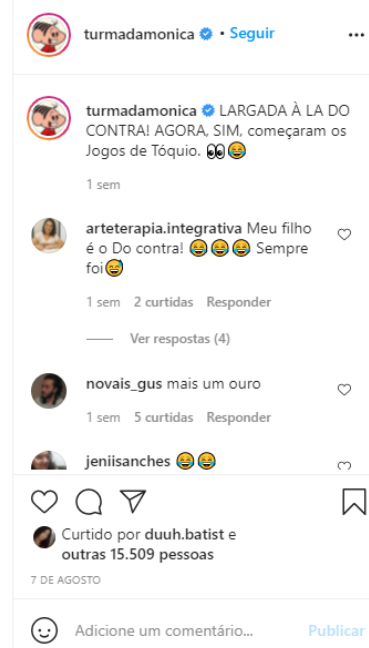 turmadamonica • Seguir
turmadamonica LARGADA À LA DO
CONTRA! AGORA, SIM, começaram os
Jogos de Tóquio. 👀😂
1 sem
arteterapia.integrativa Meu filho
é o Do contra! 😂😂😂 Sempre
foi😅
1 sem 2 curtidas Responder
Ver respostas (4)
novais_gus mais um ouro
1 sem 5 curtidas Responder
jeniisanches 😂😂
Curtido por duuh.batist e
outras 15.509 pessoas
7 DE AGOSTO
Adicione um comentário... Publicar